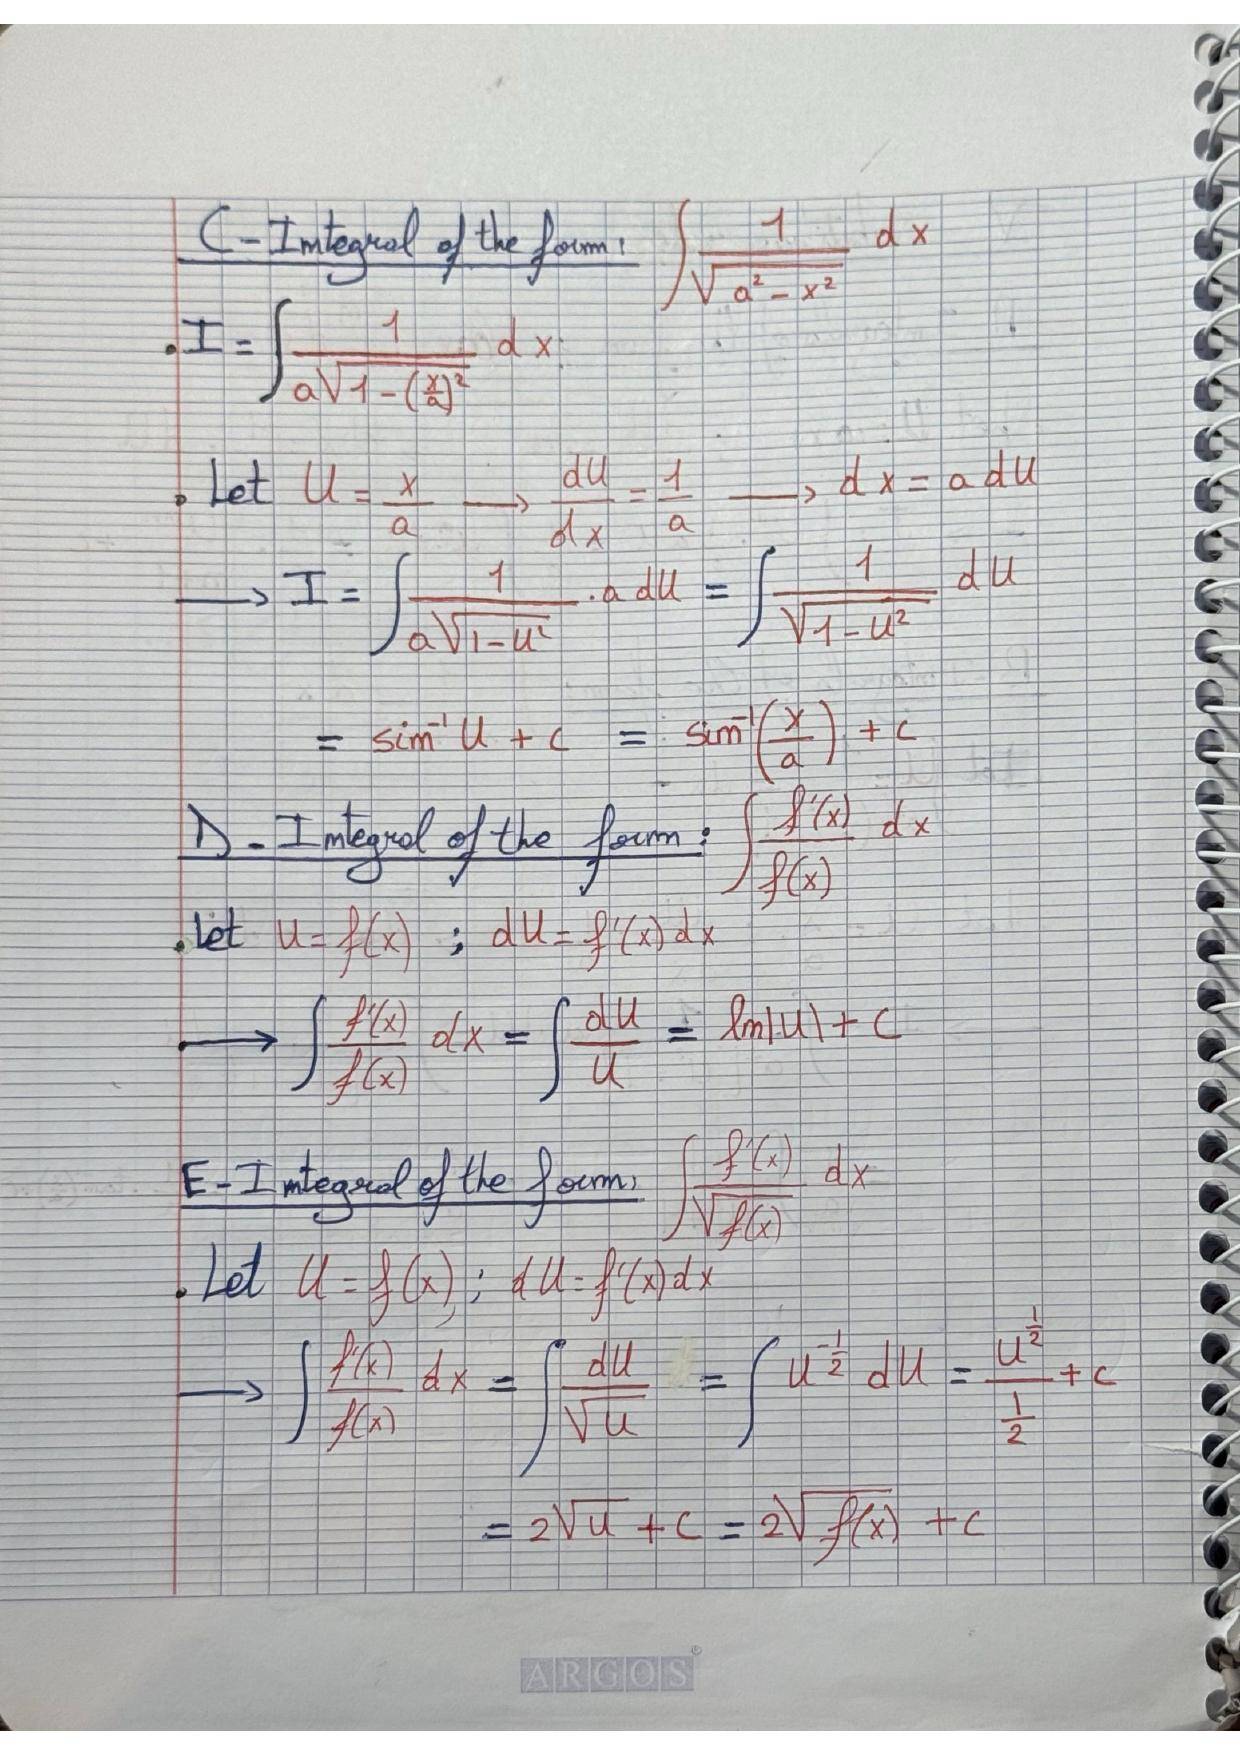 C - Integral of the form: ∫ 1/√(a² - x²) dx
. I = ∫ 1/(a√(1 - (x/a)²)) dx
. Let U = x/a → dU/dx = 1/a → dx = a dU
→ I = ∫ 1/(a√(1 - U²)) . a dU = ∫ 1/√(1 - U²) dU
= sin⁻¹ U + c = sin⁻¹(x/a) + c
D - Integral of the form: ∫ f'(x)/f(x) dx
. Let U = f(x) ; dU = f'(x) dx
→ ∫ f'(x)/f(x) dx = ∫ dU/U = ln|U| + c
E - Integral of the form: ∫ f'(x)/√f(x) dx
. Let U = f(x) ; dU = f'(x) dx
→ ∫ f'(x)/f(x) dx = ∫ dU/√U = ∫ U^(-1/2) dU = U^(1/2)/(1/2) + c
= 2√U + c = 2√f(x) + c
ARGOS®